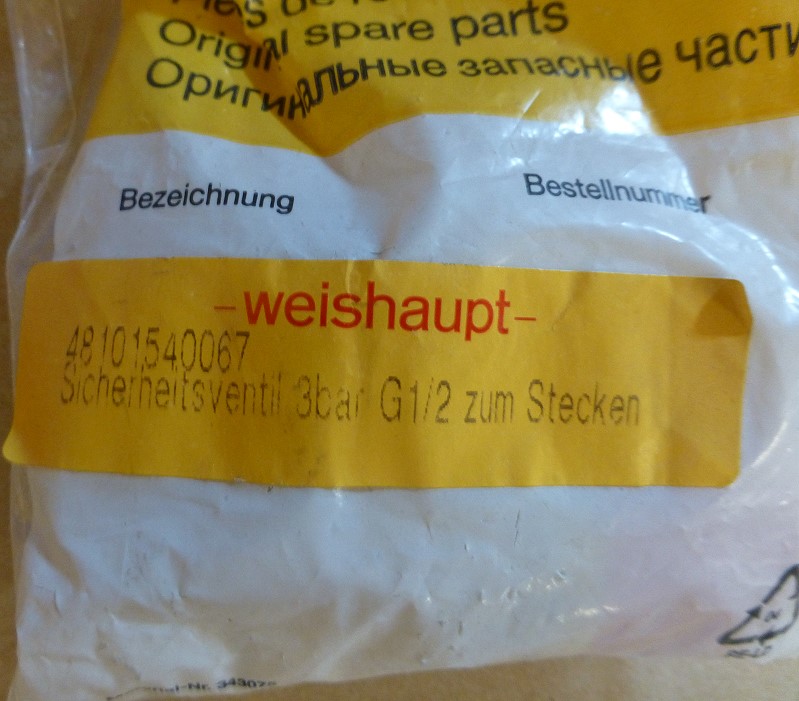 Original spare parts
Оригинальные запасные части
Bezeichnung
Bestellnummer
-weishaupt-
48101540067
Sicherheitsventil 3bar G1/2 zum Stecken